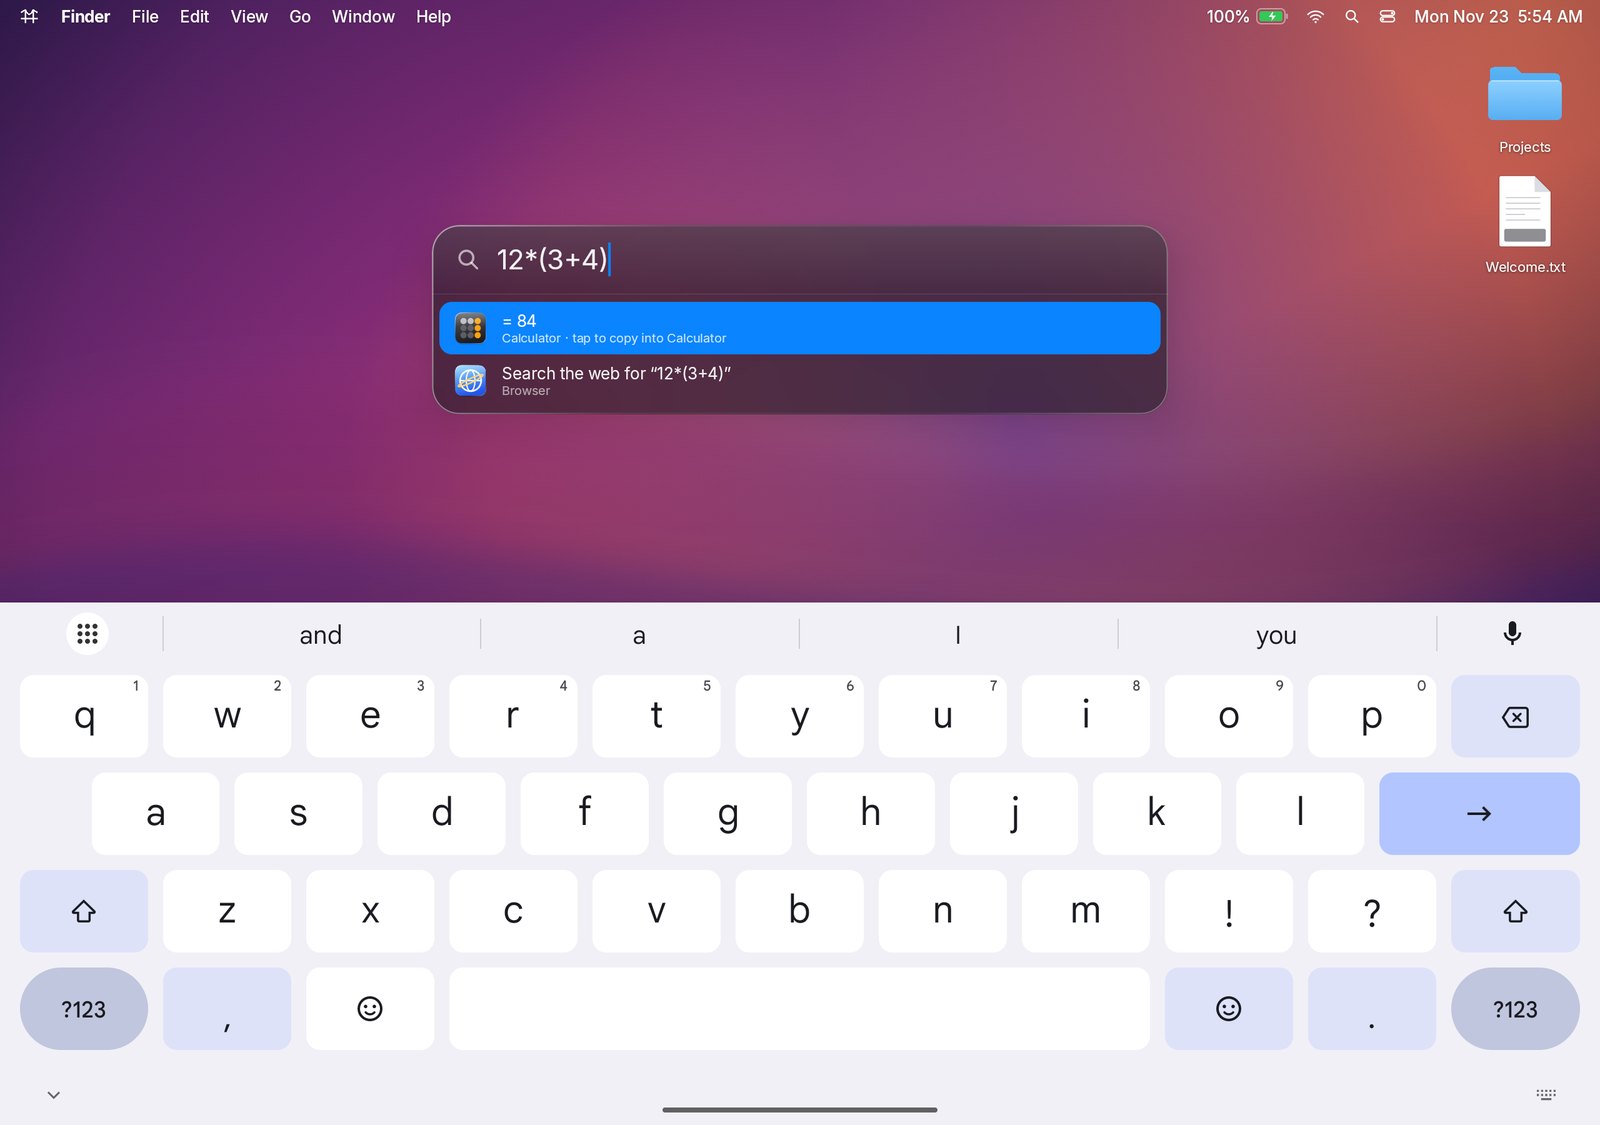 Finder File Edit View Go Window Help 100% Mon Nov 23 5:54 AM
Projects
Welcome.txt
12*(3+4)
= 84
Calculator · tap to copy into Calculator
Search the web for “12*(3+4)”
Browser
and a I you
q 1 w 2 e 3 r 4 t 5 y 6 u 7 i 8 o 9 p 0
a s d f g h j k l
z x c v b n m ! ?
?123 , . ?123